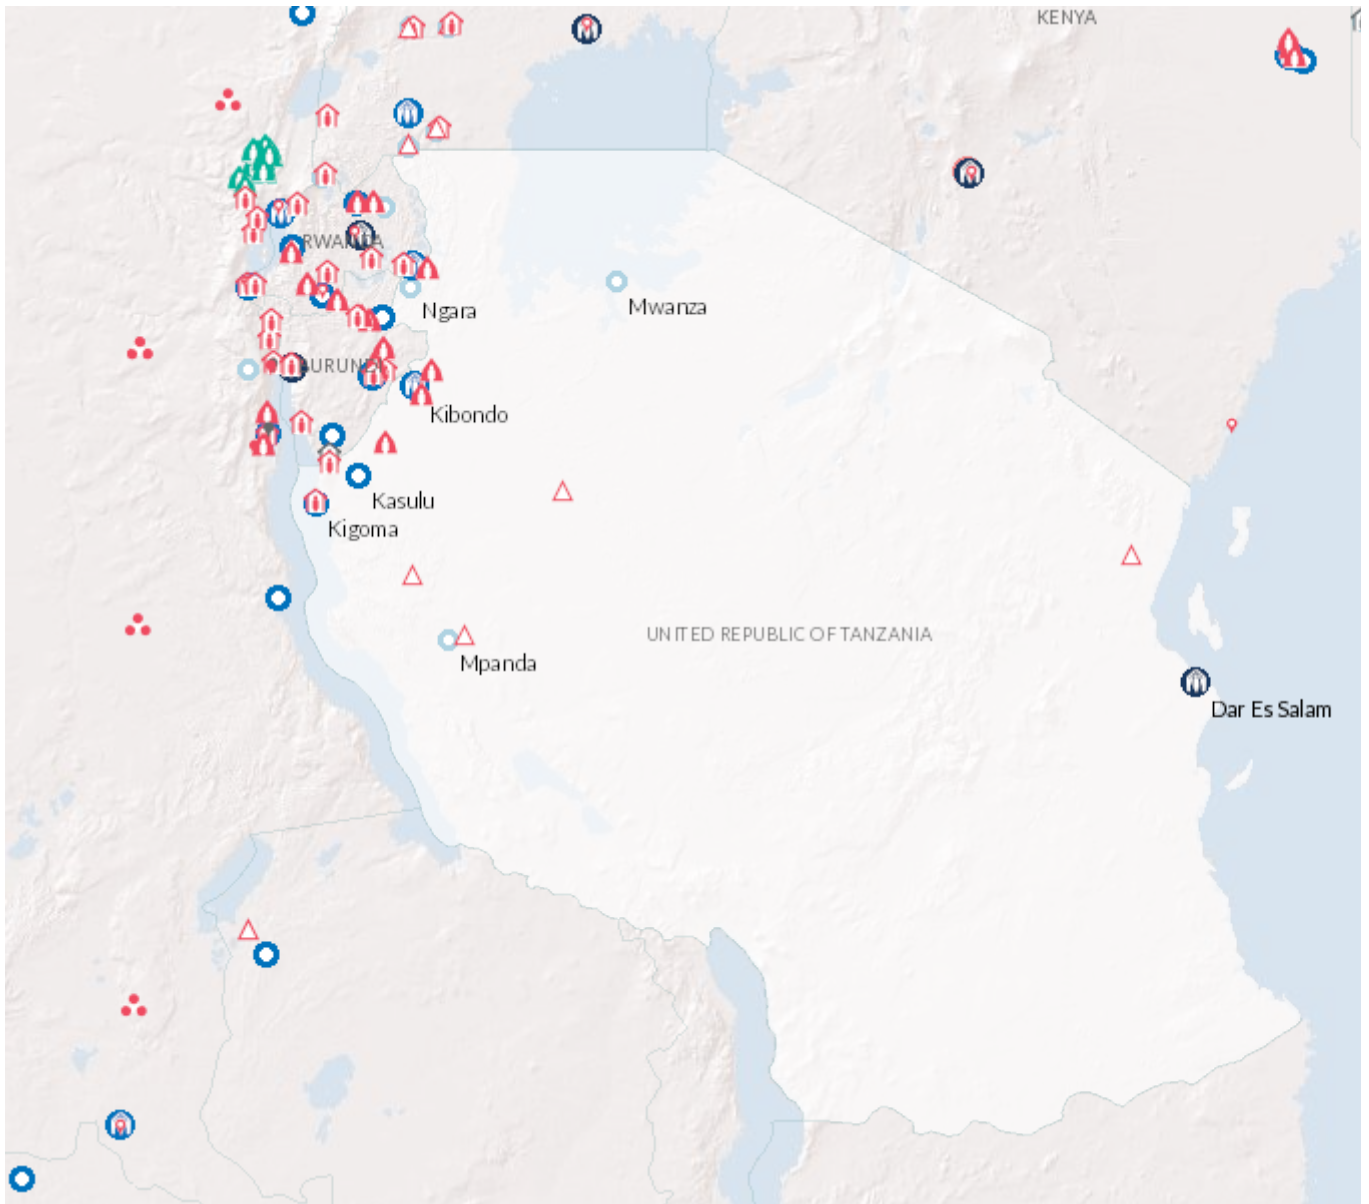 KENYA
RWANDA
Ngara
Mwanza
BURUNDI
Kibondo
Kasulu
Kigoma
UNITED REPUBLIC OF TANZANIA
Mpanda
Dar Es Salam